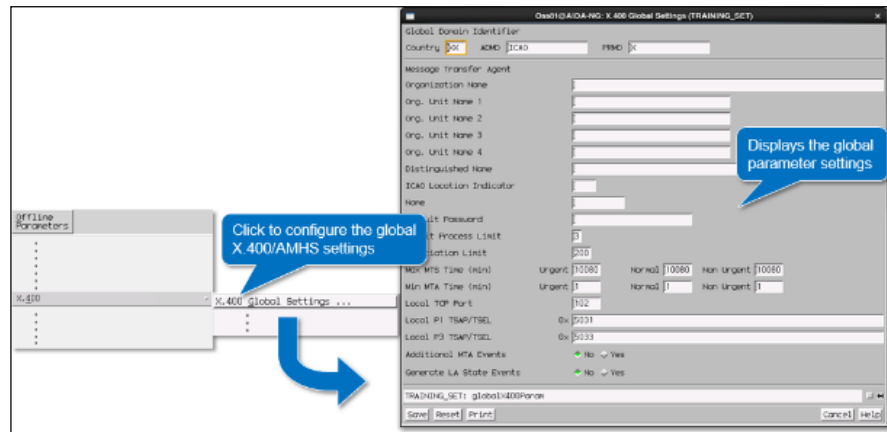 Oss01@AIDA-NG: X.400 Global Settings (TRAINING_SET)
Global Domain Identifier
Country XX ADMD ICAO PRMD X
Message Transfer Agent
Organization Name
Org. Unit Name 1
Org. Unit Name 2
Org. Unit Name 3
Org. Unit Name 4
Distinguished Name
ICAO Location Indicator
Name
Password
Process Limit 3
Limit 200
Max MTS Time (min) Urgent 10080 Normal 10080 Non Urgent 10080
Min MTA Time (min) Urgent 1 Normal 1 Non Urgent 1
Local TCP Port 102
Local P1 TSAP/TSEL 0x 5031
Local P3 TSAP/TSEL 0x 5033
Additional MTA Events No Yes
Generate LA State Events No Yes
TRAINING_SET: globalX400Param
Save Reset Print Cancel Help
Displays the global
parameter settings
Offline
Parameters
X.400
Click to configure the global
X.400/AMHS settings
X.400 Global Settings ...